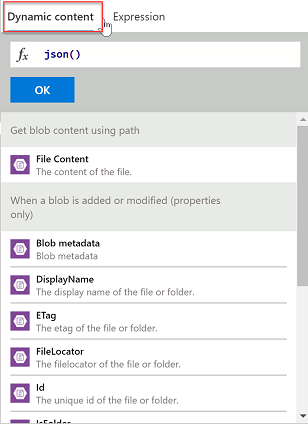 Dynamic content Expression
fx json()
OK
Get blob content using path
File Content
The content of the file.
When a blob is added or modified (properties
only)
Blob metadata
Blob metadata
DisplayName
The display name of the file or folder.
ETag
The etag of the file or folder.
FileLocator
The filelocator of the file or folder.
Id
The unique id of the file or folder.
IsFolder